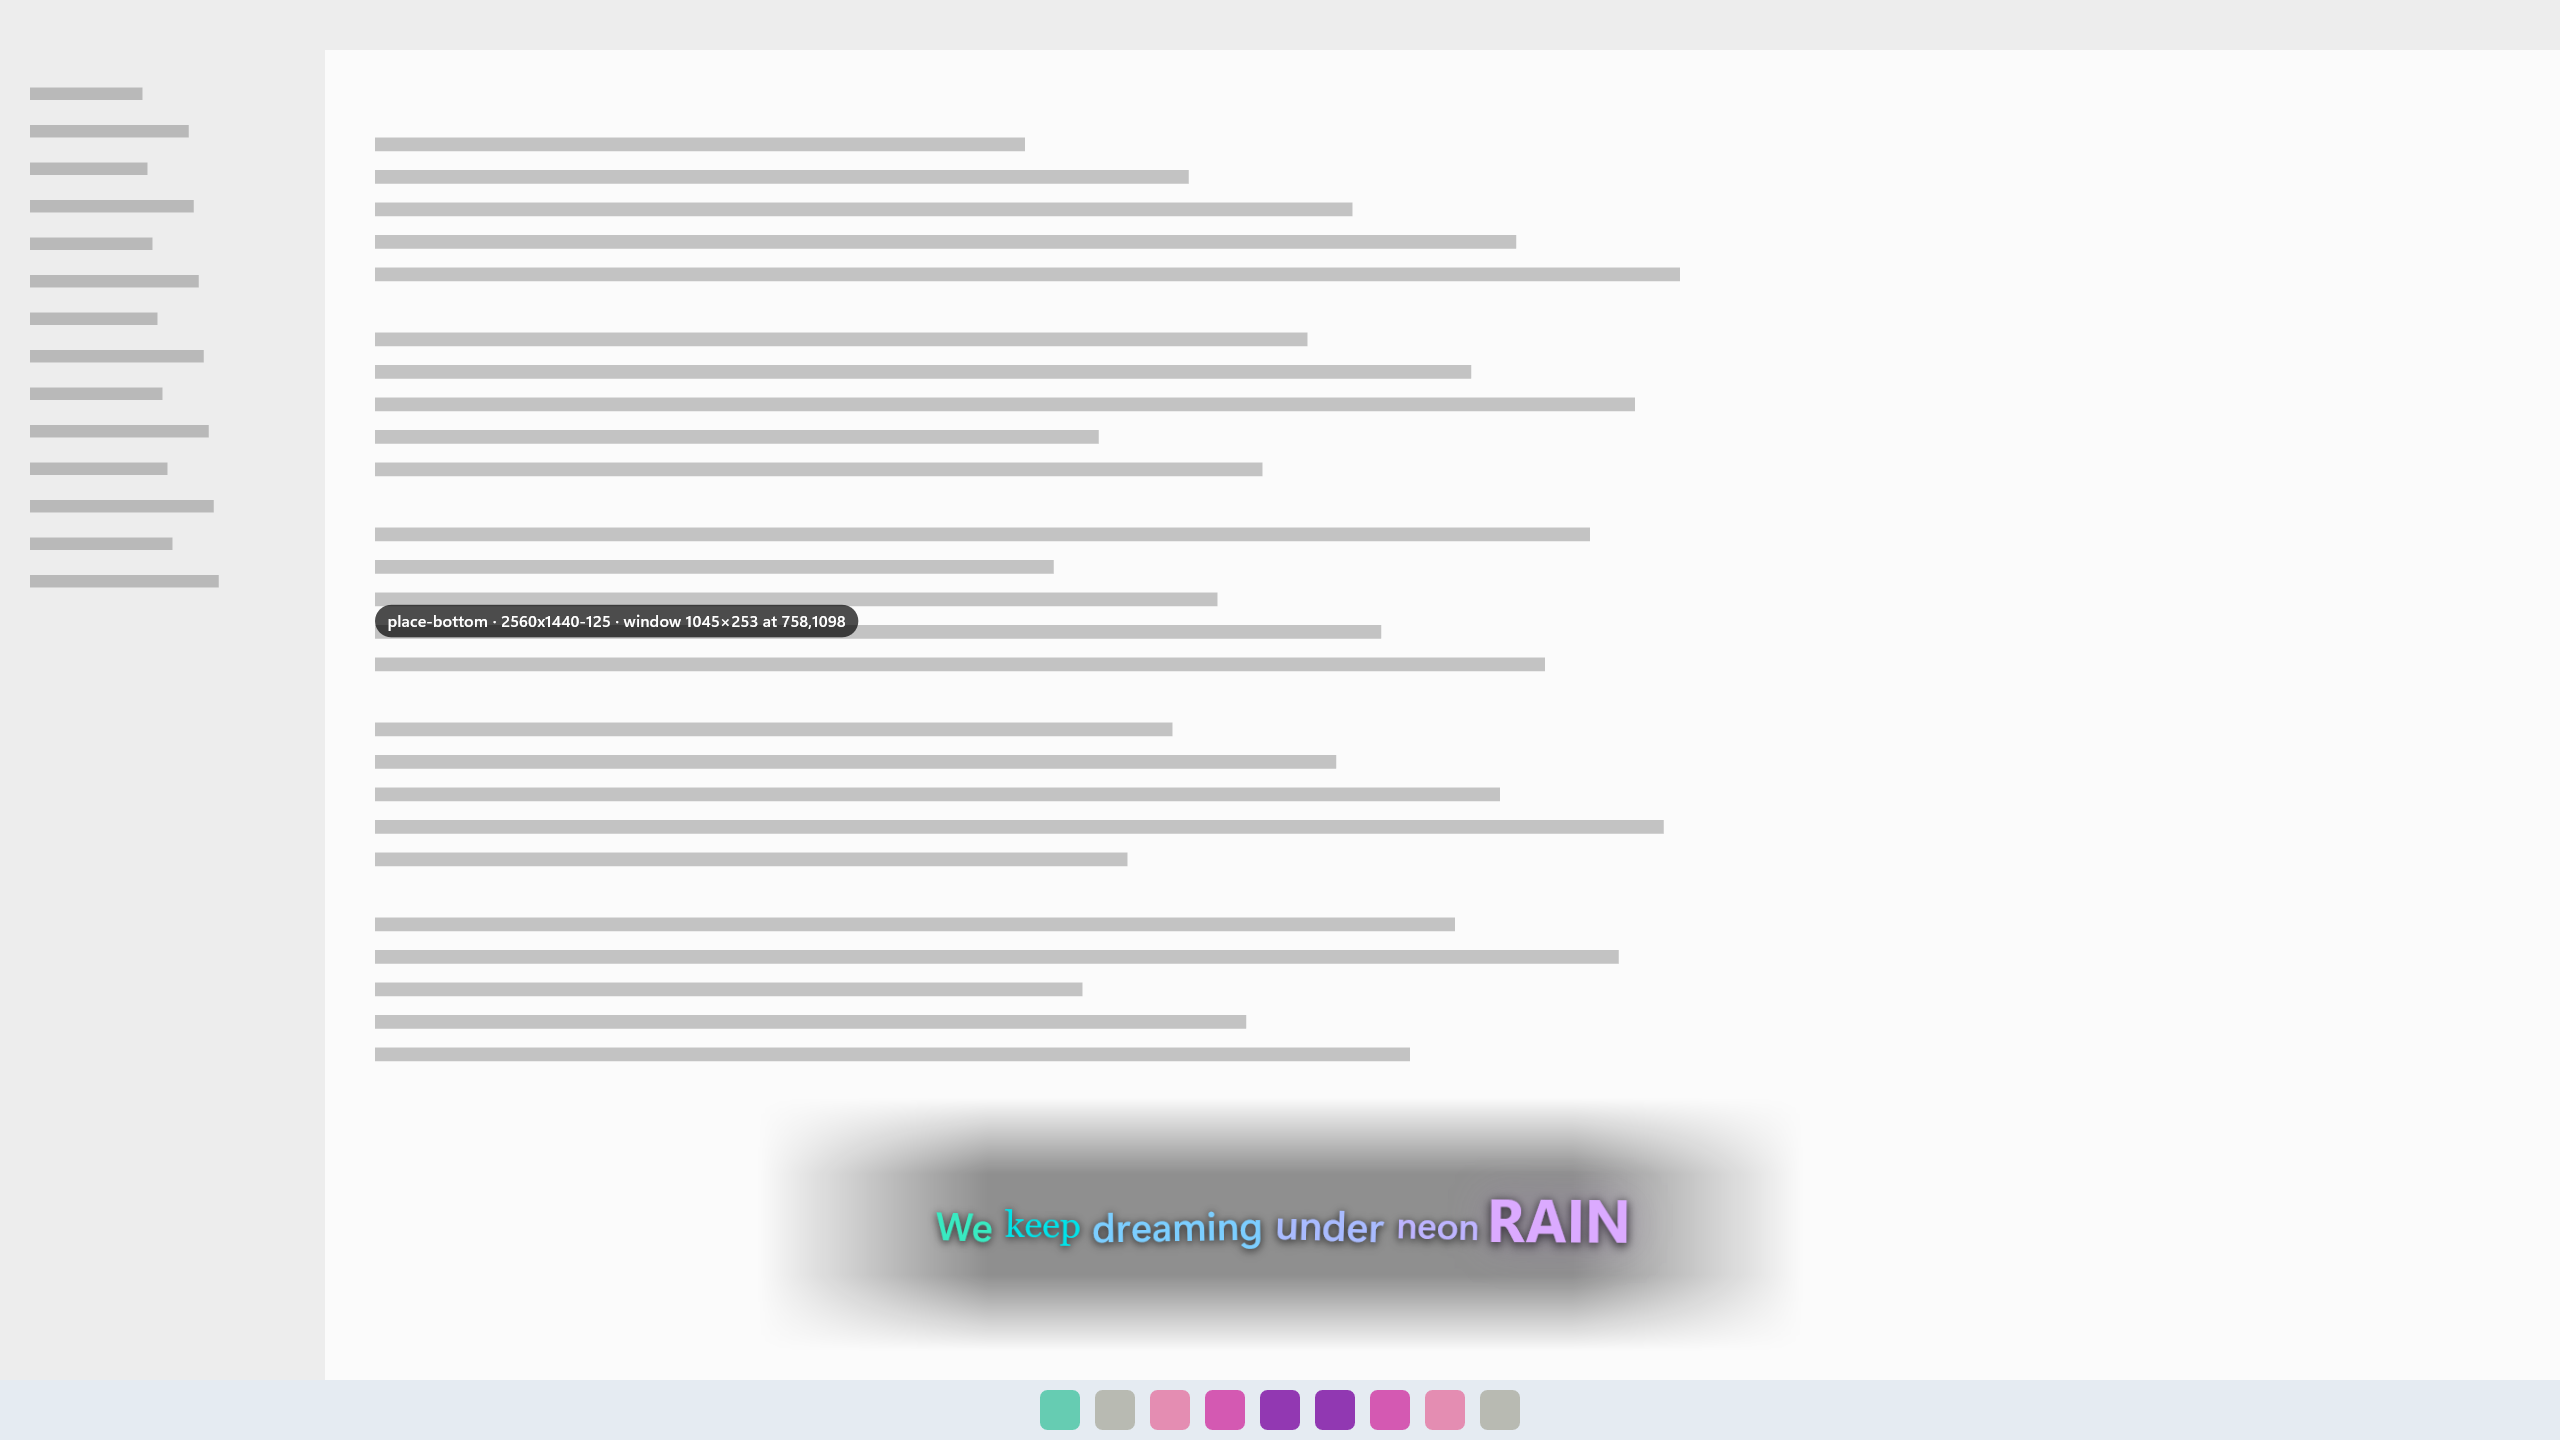 place-bottom · 2560x1440-125 · window 1045×253 at 758,1098
We keep dreaming under neon RAIN